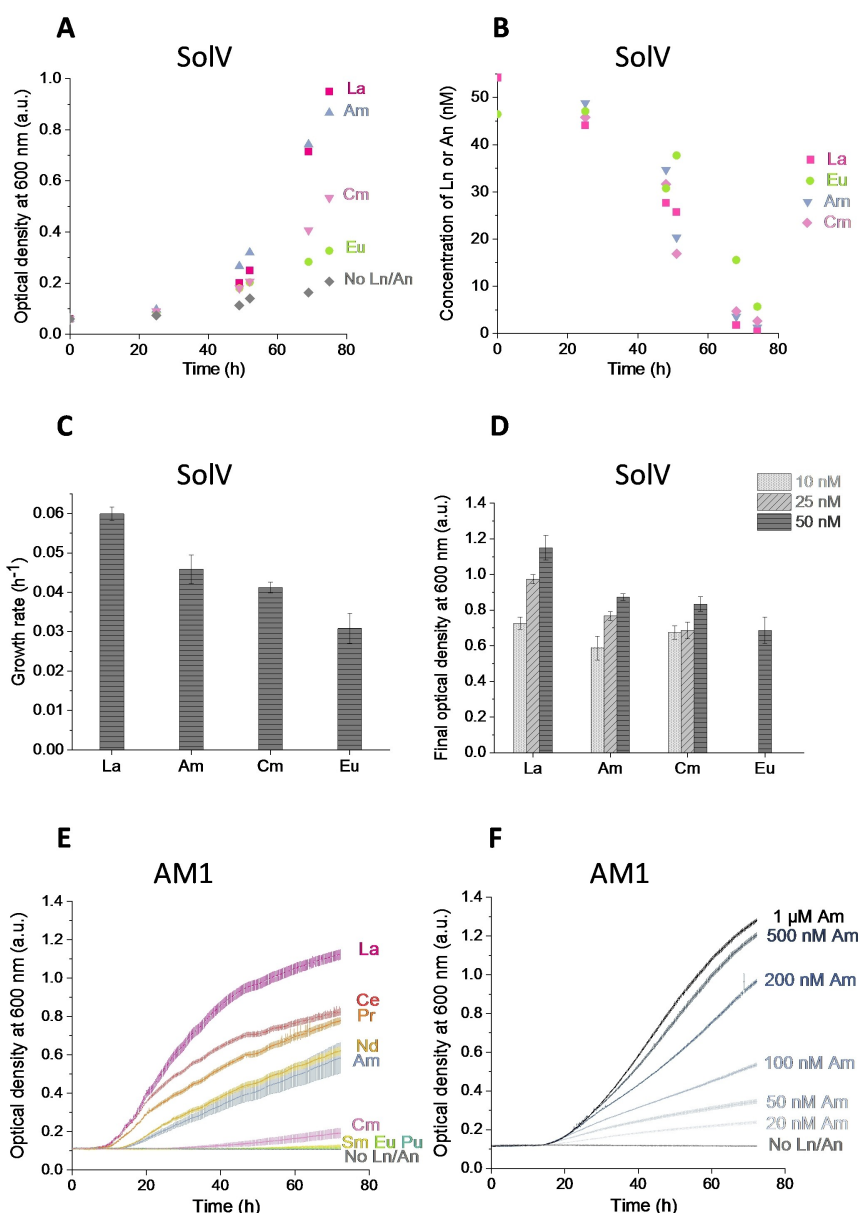 A
SolV
Optical density at 600 nm (a.u.)
1.0
0.8
0.6
0.4
0.2
0.0
0
20
40
60
80
Time (h)
La
Am
Cm
Eu
No Ln/An
B
SolV
Concentration of Ln or An (nM)
50
40
30
20
10
0
0
20
40
60
80
Time (h)
La
Eu
Am
Cm
C
SolV
Growth rate (h-1)
0.06
0.05
0.04
0.03
0.02
0.01
0.00
La
Am
Cm
Eu
D
SolV
Final optical density at 600 nm (a.u.)
1.4
1.2
1.0
0.8
0.6
0.4
0.2
0.0
La
Am
Cm
Eu
10 nM
25 nM
50 nM
E
AM1
Optical density at 600 nm (a.u.)
1.4
1.2
1.0
0.8
0.6
0.4
0.2
0.0
0
20
40
60
80
Time (h)
La
Ce
Pr
Nd
Am
Cm
Sm Eu Pu
No Ln/An
F
AM1
Optical density at 600 nm (a.u.)
1.4
1.2
1.0
0.8
0.6
0.4
0.2
0.0
0
20
40
60
80
Time (h)
1 µM Am
500 nM Am
200 nM Am
100 nM Am
50 nM Am
20 nM Am
No Ln/An